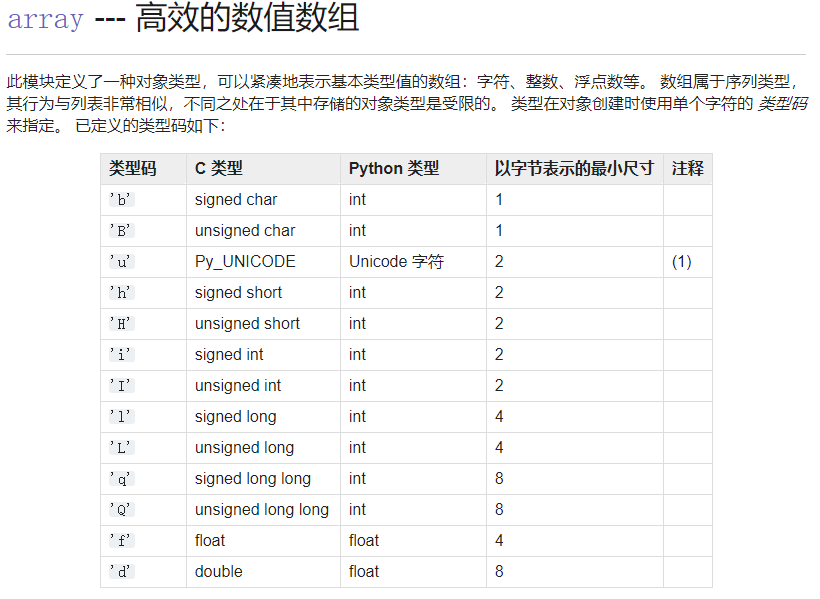 array --- 高效的数值数组
此模块定义了一种对象类型，可以紧凑地表示基本类型值的数组：字符、整数、浮点数等。 数组属于序列类型，
其行为与列表非常相似，不同之处在于其中存储的对象类型是受限的。 类型在对象创建时使用单个字符的 类型码
来指定。 已定义的类型码如下：
类型码 C 类型 Python 类型 以字节表示的最小尺寸 注释
'b' signed char int 1
'B' unsigned char int 1
'u' Py_UNICODE Unicode 字符 2 (1)
'h' signed short int 2
'H' unsigned short int 2
'i' signed int int 2
'I' unsigned int int 2
'l' signed long int 4
'L' unsigned long int 4
'q' signed long long int 8
'Q' unsigned long long int 8
'f' float float 4
'd' double float 8